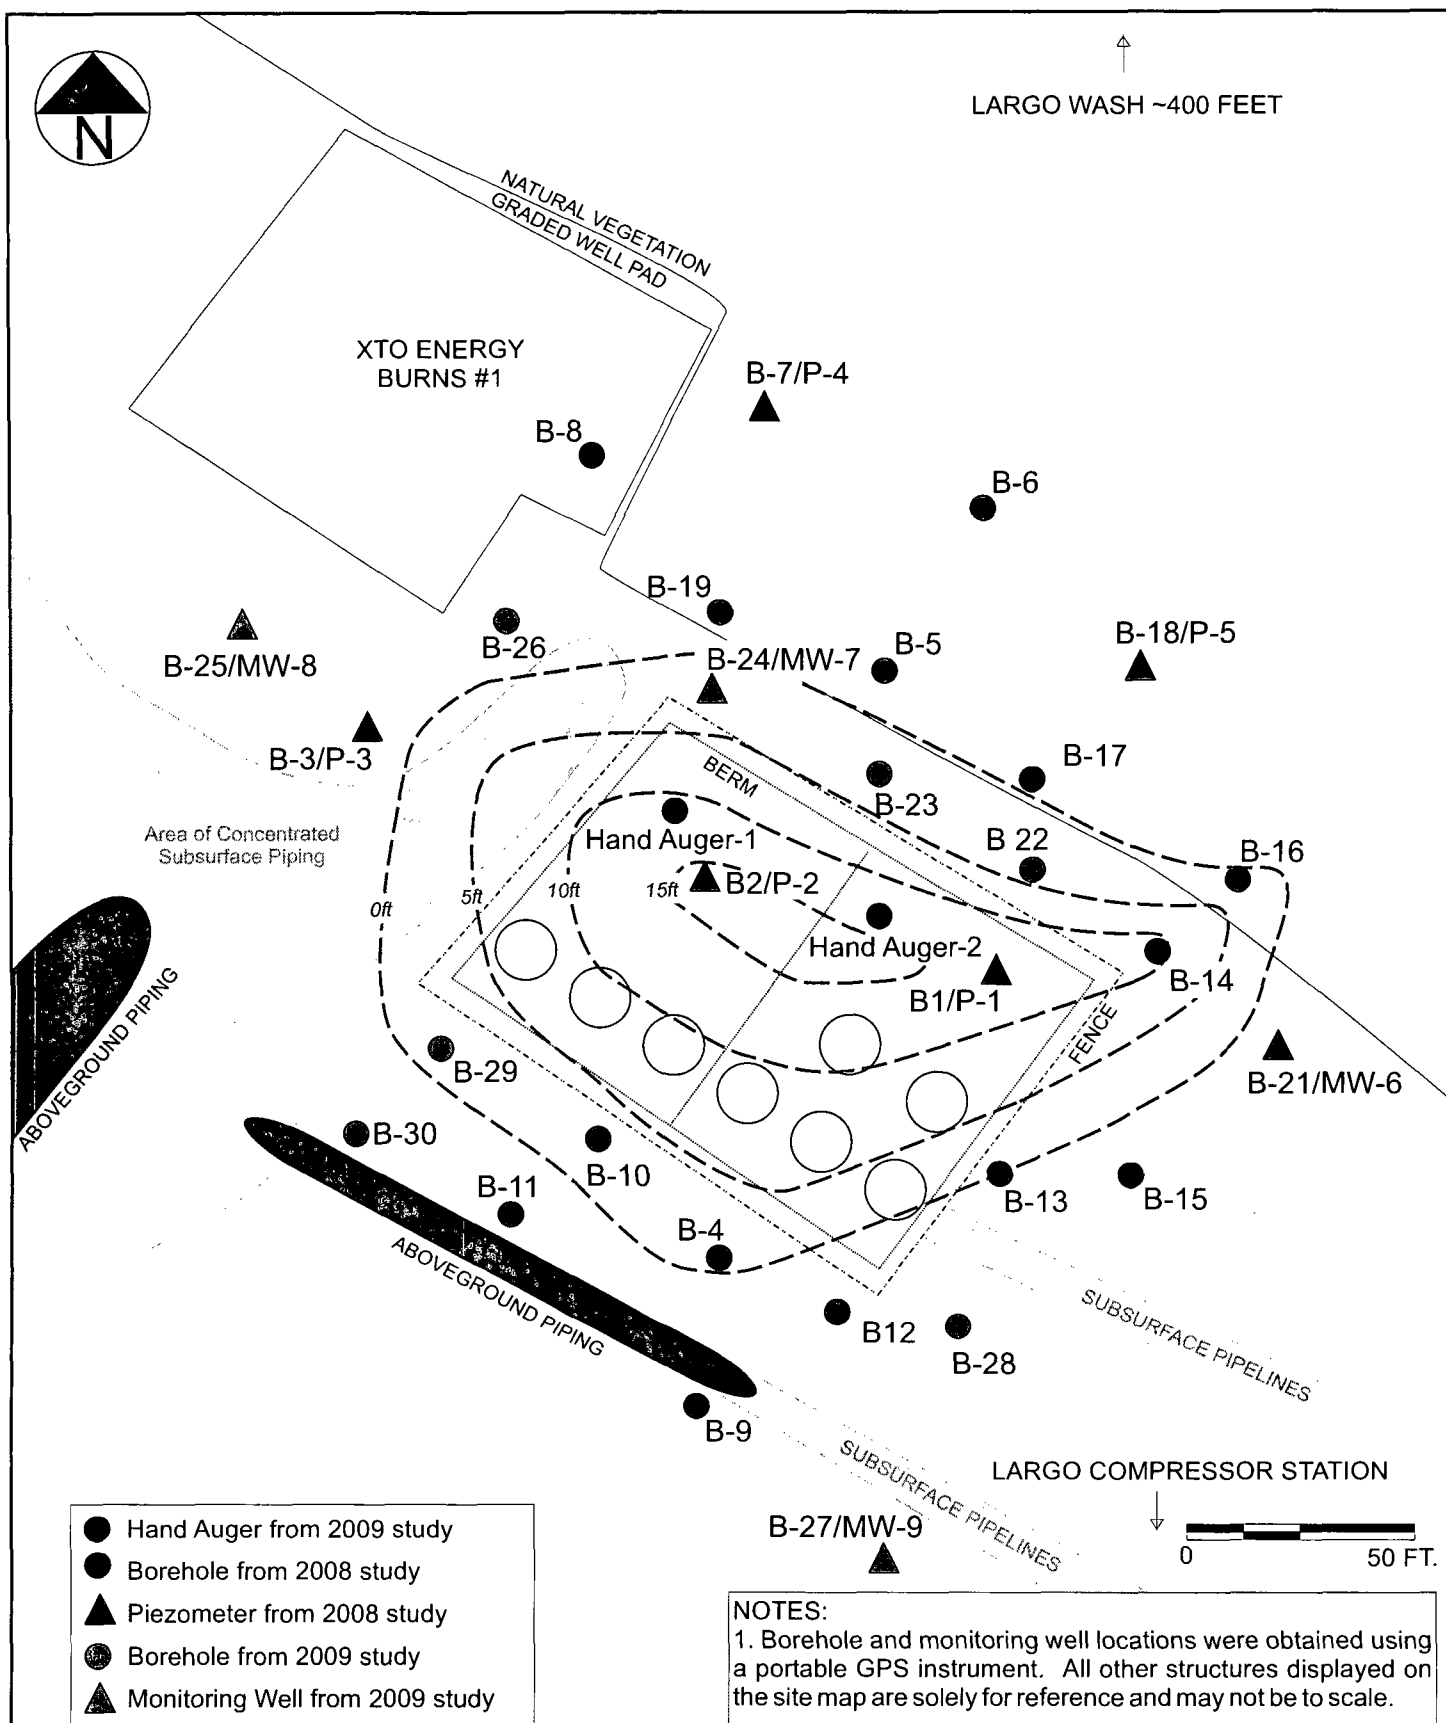 N
LARGO WASH ~400 FEET
NATURAL VEGETATION
GRADED WELL PAD
XTO ENERGY
BURNS #1
B-7/P-4
B-8
B-6
B-19
B-5
B-18/P-5
B-26
B-24/MW-7
B-25/MW-8
B-3/P-3
B-17
BERM
B-23
Hand Auger-1
B 22
B-16
Area of Concentrated
Subsurface Piping
B2/P-2
0ft
5ft
10ft
15ft
Hand Auger-2
B1/P-1
B-14
FENCE
ABOVEGROUND PIPING
B-29
B-21/MW-6
B-30
B-10
B-11
B-13
B-15
B-4
ABOVEGROUND PIPING
B12
B-28
SUBSURFACE PIPELINES
B-9
SUBSURFACE PIPELINES
LARGO COMPRESSOR STATION
B-27/MW-9
0 50 FT.
Hand Auger from 2009 study
Borehole from 2008 study
Piezometer from 2008 study
Borehole from 2009 study
Monitoring Well from 2009 study
NOTES:
1. Borehole and monitoring well locations were obtained using
a portable GPS instrument. All other structures displayed on
the site map are solely for reference and may not be to scale.